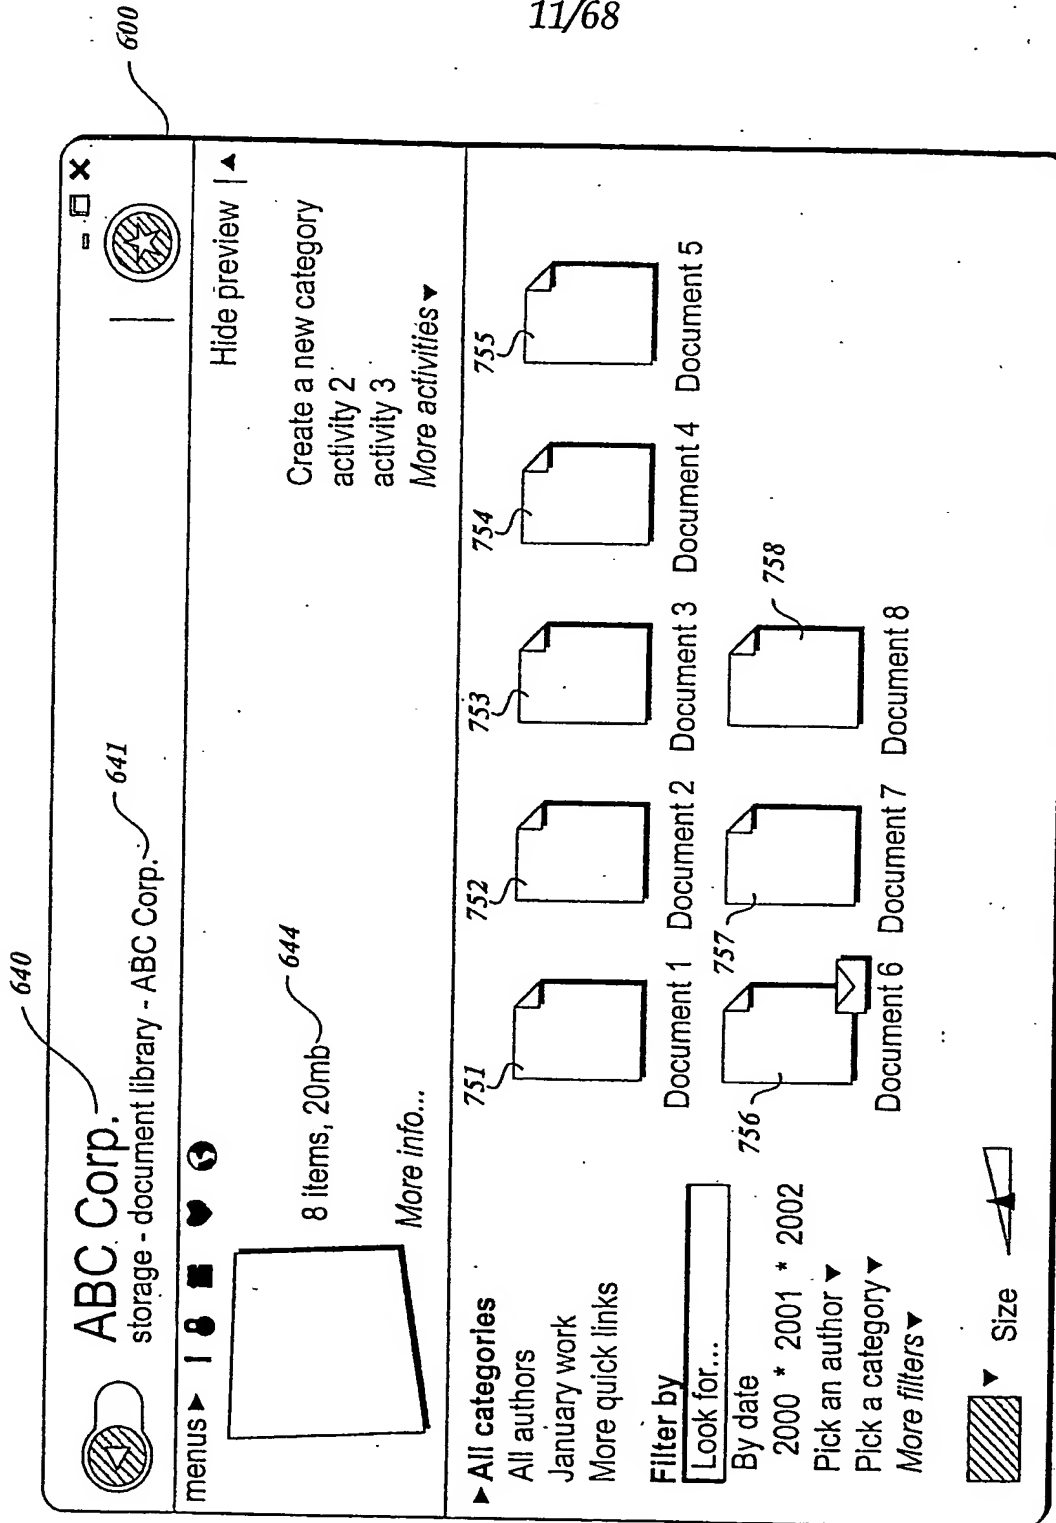 11/68
600
640
ABC Corp.
storage - document library - ABC Corp.
641
menus
Hide preview
8 items, 20mb
644
More info...
Create a new category
activity 2
activity 3
More activities
All categories
All authors
January work
More quick links
Filter by
Look for...
By date
2000 * 2001 * 2002
Pick an author
Pick a category
More filters
Size
751 752 753 754 755
Document 1 Document 2 Document 3 Document 4 Document 5
756 757 758
Document 6 Document 7 Document 8